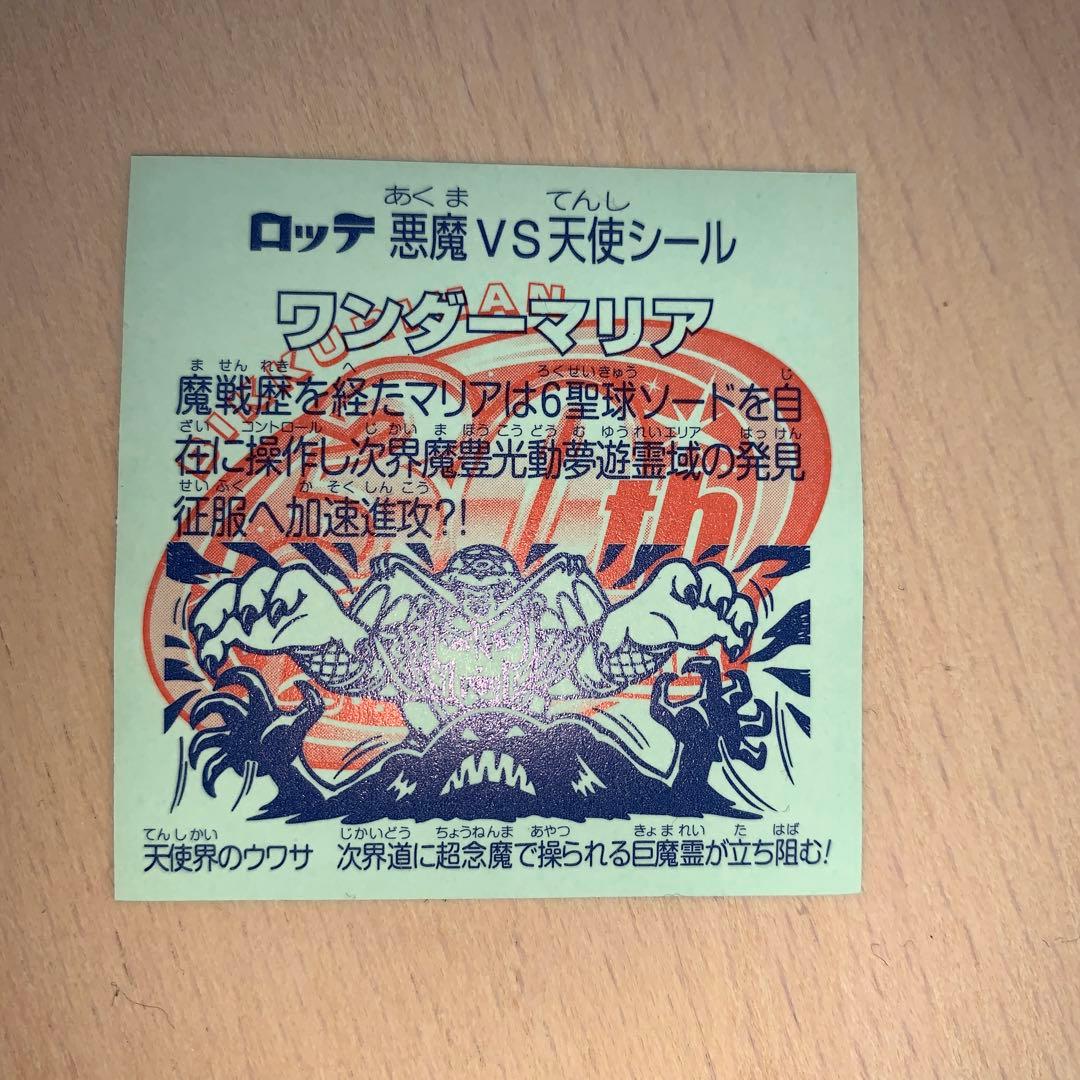 あくま てんし
ロッテ 悪魔VS天使シール
ワンダーマリア
ま せん れき へ ろくせいきゅう じ
魔戦歴を経たマリアは6聖球ソードを自
ざい コントロール じ かい ま ほう こう どう む ゆう れい エリア はっ けん
在に操作し次界魔豊光動夢遊霊域の発見
せい ふく か そく しん こう
征服へ加速進攻?!
th
てん し かい じかいどう ちょうねんま あやつ きょ ま れい た はば
天使界のウワサ 次界道に超念魔で操られる巨魔霊が立ち阻む!